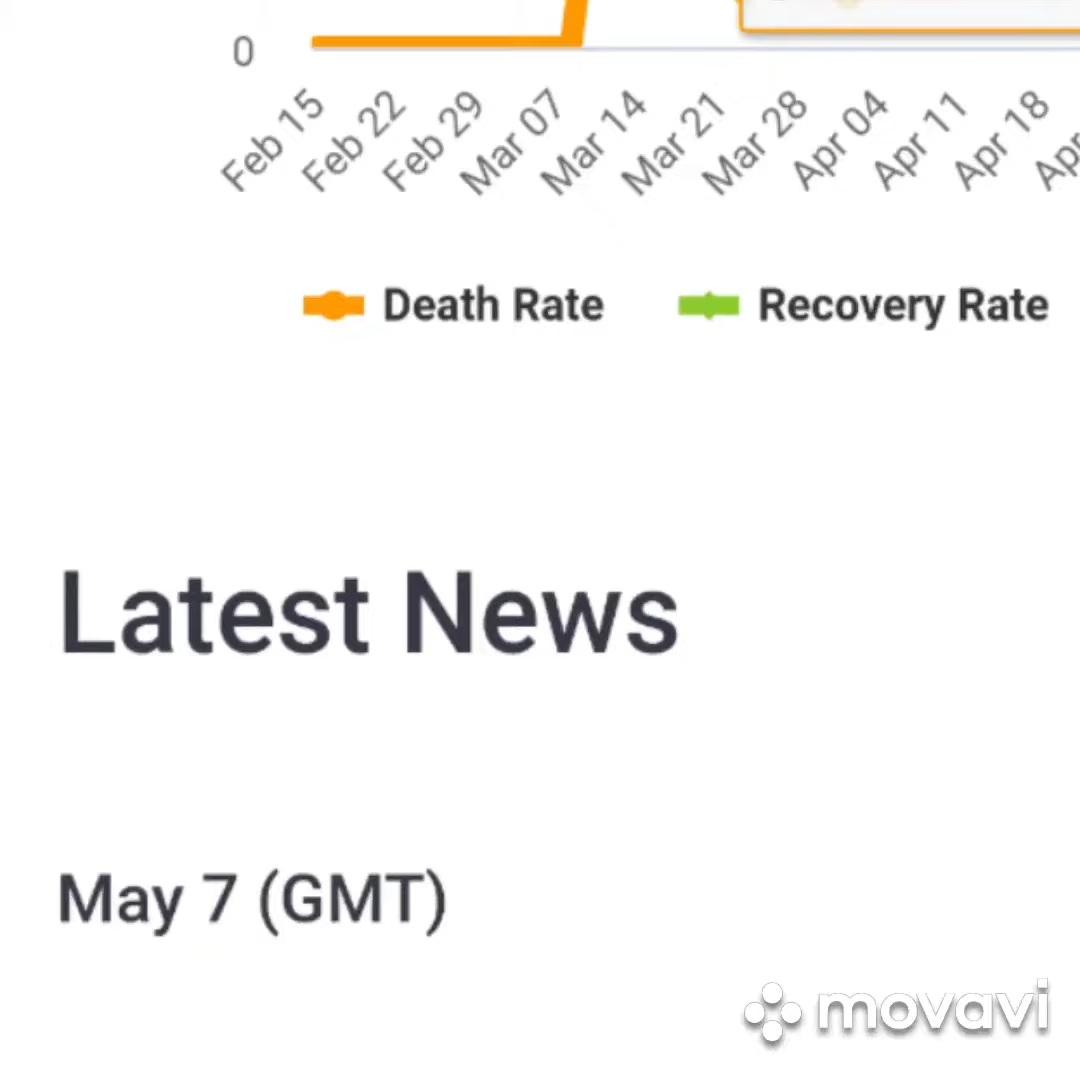 0
Feb 15
Feb 22
Feb 29
Mar 07
Mar 14
Mar 21
Mar 28
Apr 04
Apr 11
Apr 18
Apr
Death Rate
Recovery Rate
Latest News
May 7 (GMT)
movavi